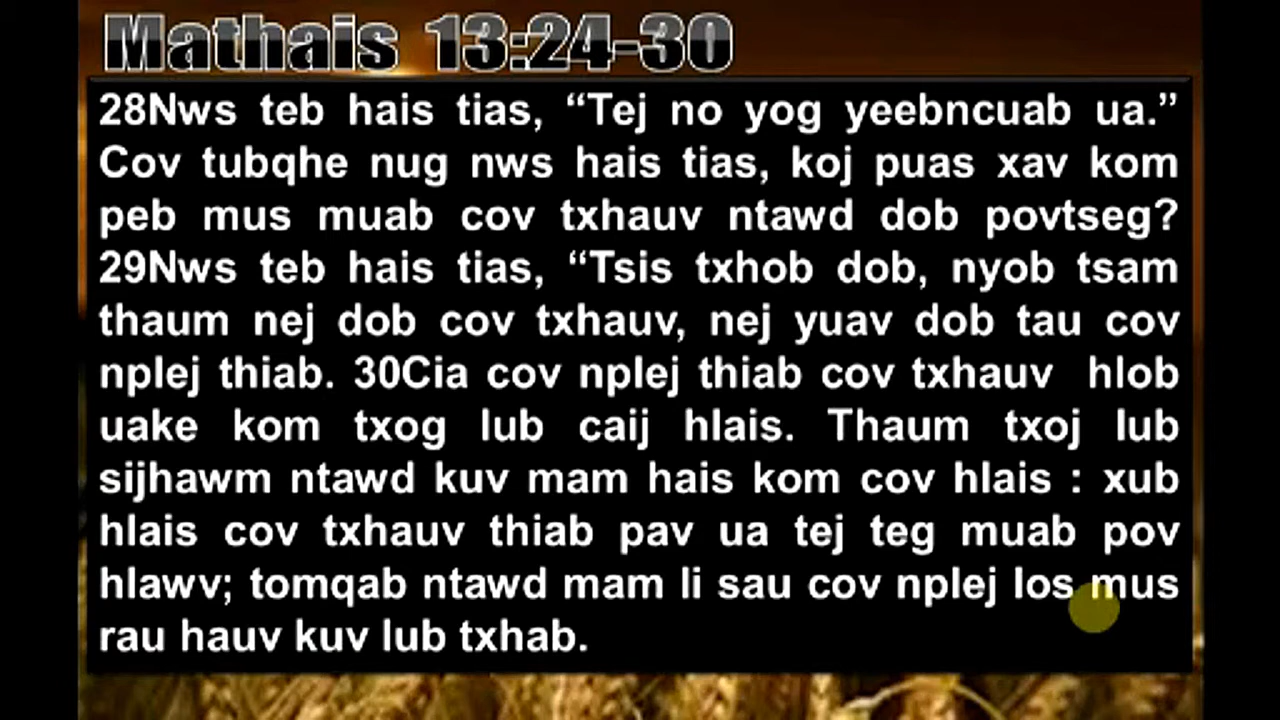 Mathais 13:24-30
28Nws teb hais tias, “Tej no yog yeebncuab ua.”
Cov tubqhe nug nws hais tias, koj puas xav kom
peb mus muab cov txhauv ntawd dob povtseg?
29Nws teb hais tias, “Tsis txhob dob, nyob tsam
thaum nej dob cov txhauv, nej yuav dob tau cov
nplej thiab. 30Cia cov nplej thiab cov txhauv hlob
uake kom txog lub caij hlais. Thaum txoj lub
sijhawm ntawd kuv mam hais kom cov hlais : xub
hlais cov txhauv thiab pav ua tej teg muab pov
hlawv; tomqab ntawd mam li sau cov nplej los mus
rau hauv kuv lub txhab.